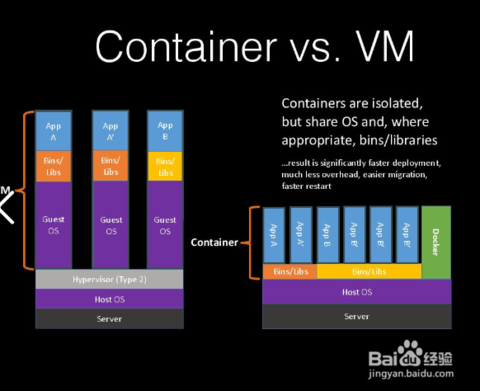 Container vs. VM
Containers are isolated,
but share OS and, where
appropriate, bins/libraries
...result is significantly faster deployment,
much less overhead, easier migration,
faster restart
App
A
App
A'
App
B
Bins/
Libs
Bins/
Libs
Bins/
Libs
M
Guest
OS
Guest
OS
Guest
OS
Hypervisor (Type 2)
Host OS
Server
Container
App A
App A'
App B
App B'
App B'
App B'
Docker
Bins/Libs
Bins/Libs
Host OS
Server
Baidu经验
jingyan.baidu.com